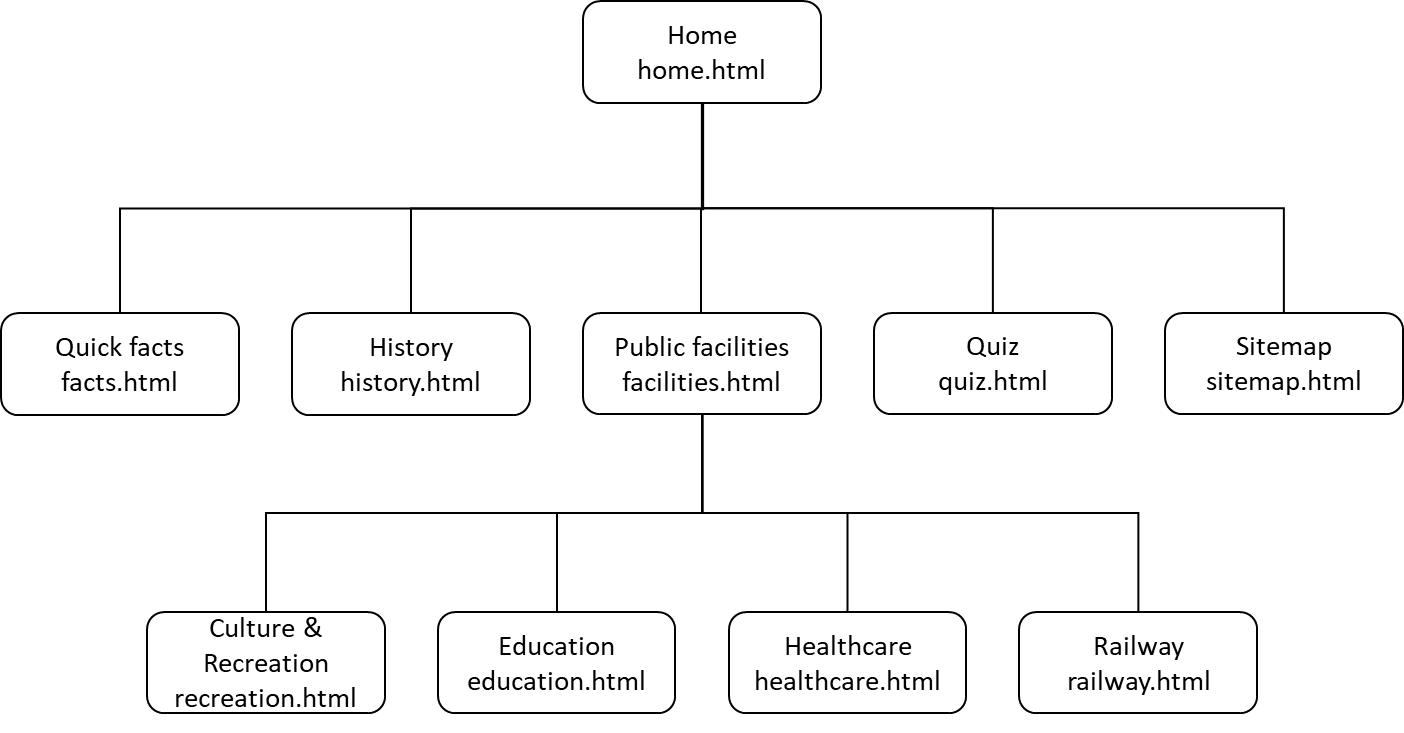 Home
home.html
Quick facts
facts.html
History
history.html
Public facilities
facilities.html
Quiz
quiz.html
Sitemap
sitemap.html
Culture &
Recreation
recreation.html
Education
education.html
Healthcare
healthcare.html
Railway
railway.html